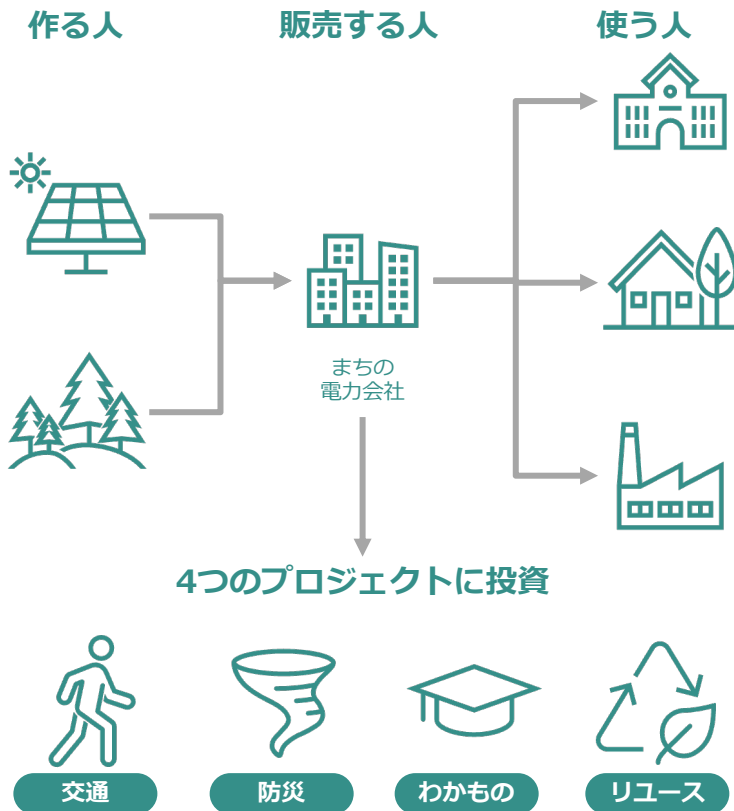 作る人
販売する人
使う人
まちの
電力会社
4つのプロジェクトに投資
交通
防災
わかもの
リユース